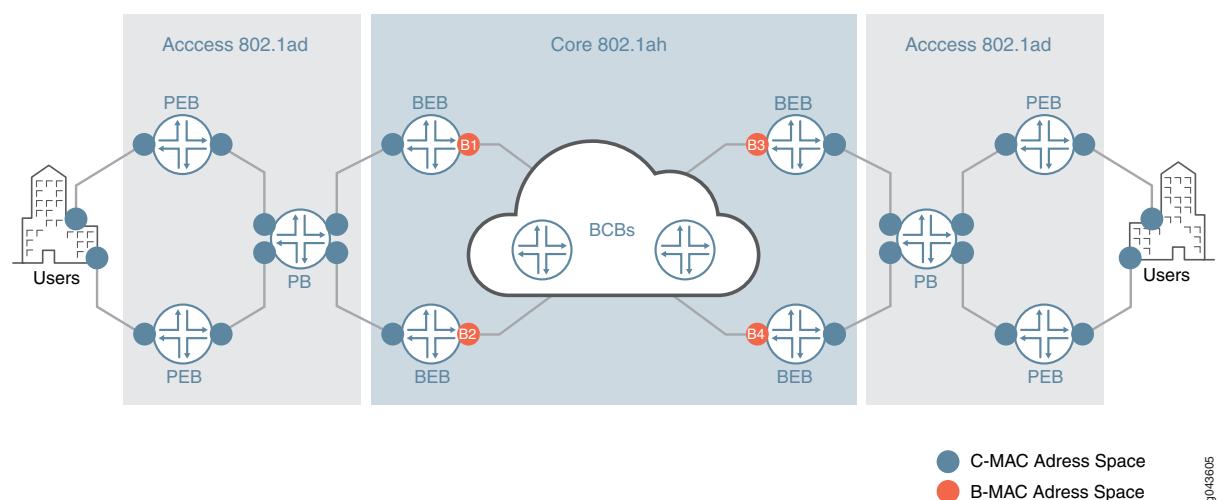 Acccess 802.1ad
Core 802.1ah
Acccess 802.1ad
PEB
BEB
BEB
PEB
B1
B3
BCBs
Users
PB
PB
Users
B2
B4
PEB
BEB
BEB
PEB
C-MAC Adress Space
B-MAC Adress Space
g043605